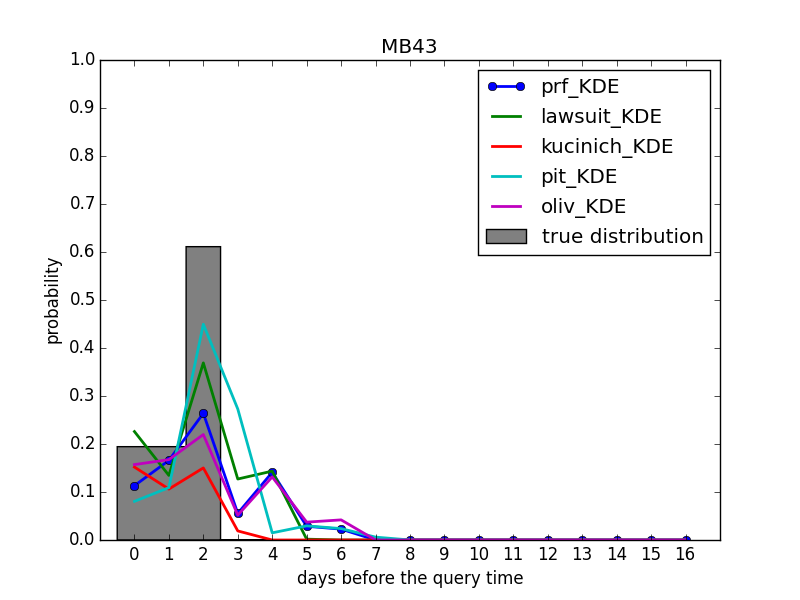 MB43
1.0
0.9
0.8
0.7
0.6
0.5
0.4
0.3
0.2
0.1
0.0
probability
prf_KDE
lawsuit_KDE
kucinich_KDE
pit_KDE
oliv_KDE
true distribution
0 1 2 3 4 5 6 7 8 9 10 11 12 13 14 15 16
days before the query time